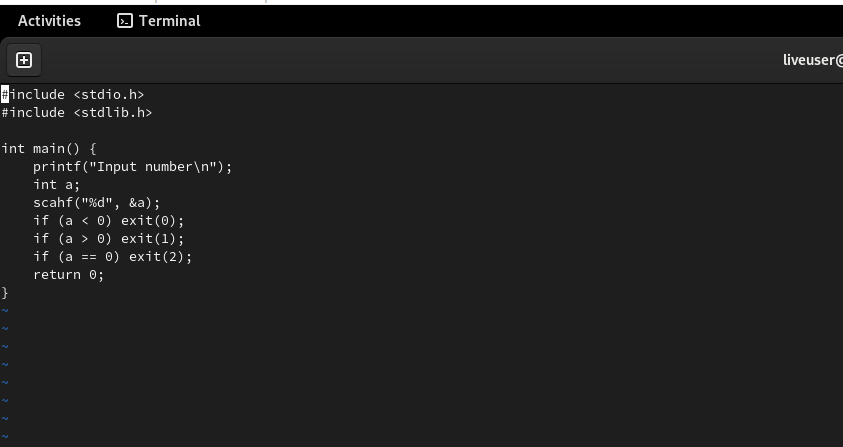 Activities
Terminal
liveuser@
#include <stdio.h>
#include <stdlib.h>
int main() {
    printf("Input number\n");
    int a;
    scahf("%d", &a);
    if (a < 0) exit(0);
    if (a > 0) exit(1);
    if (a == 0) exit(2);
    return 0;
}
~
~
~
~
~
~
~
~